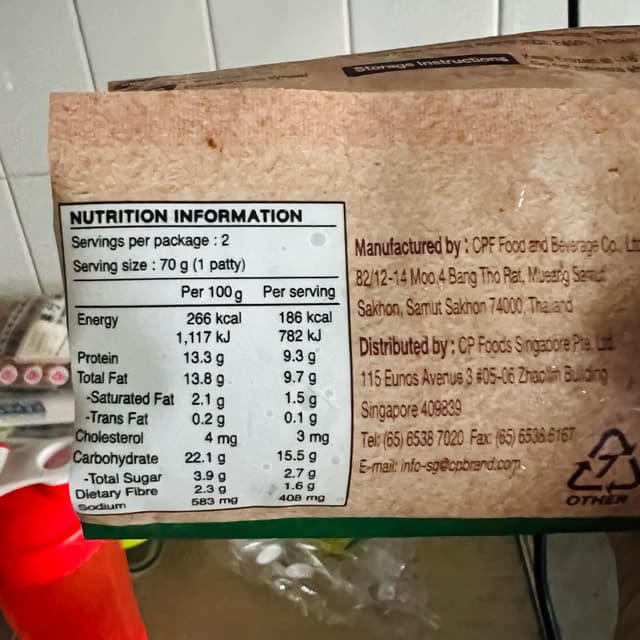 Storage Instructions
NUTRITION INFORMATION
Servings per package : 2
Serving size : 70 g (1 patty)
Per 100g Per serving
Energy 266 kcal 186 kcal
1,117 kJ 782 kJ
Protein 13.3 g 9.3 g
Total Fat 13.8 g 9.7 g
-Saturated Fat 2.1 g 1.5 g
-Trans Fat 0.2 g 0.1 g
Cholesterol 4 mg 3 mg
Carbohydrate 22.1 g 15.5 g
-Total Sugar 3.9 g 2.7 g
Dietary Fibre 2.3 g 1.6 g
Sodium 583 mg 408 mg
Manufactured by : CPF Food and Beverage Co., Lt
82/12-14 Moo.4 Bang Tho Rat, Mueang Samut
Sakhon, Samut Sakhon 74000, Thailand
Distributed by : CP Foods Singapore Pte. Ltd.
115 Eunos Avenue 3 #05-06 Zhaolim Building
Singapore 409839
Tel: (65) 6538 7020 Fax: (65) 6538 6167
E-mail: info-sg@cpbrand.com
7
OTHER